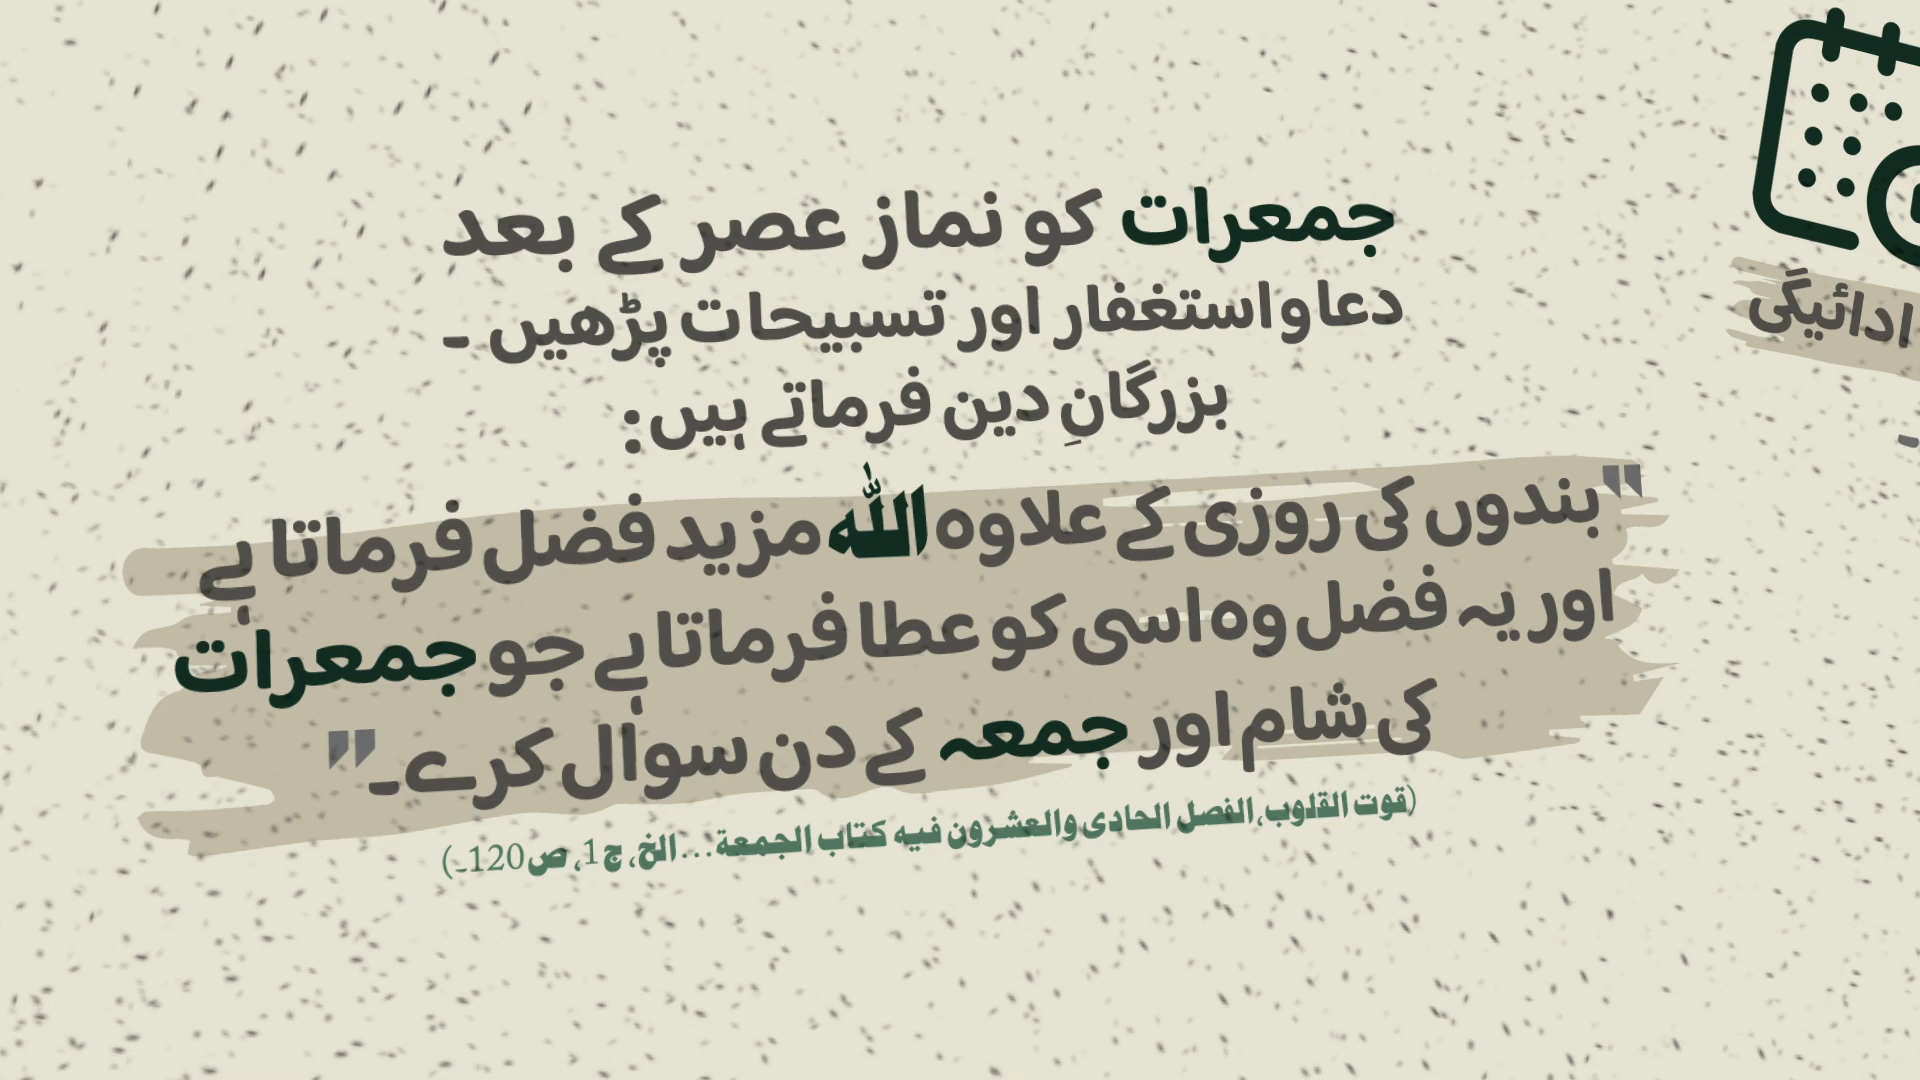 جمعرات کو نماز عصر کے بعد
دعا و استغفار اور تسبیحات پڑھیں ۔
بزرگانِ دین فرماتے ہیں:
"بندوں کی روزی کے علاوہ اللّٰہ مزید فضل فرماتا ہے
اور یہ فضل وہ اسی کو عطا فرماتا ہے جو جمعرات
کی شام اور جمعہ کے دن سوال کرے۔"
(قوت القلوب، الفصل الحادی والعشرون فیہ کتاب الجمعة...الخ، ج1، ص120۔)
ادائیگی